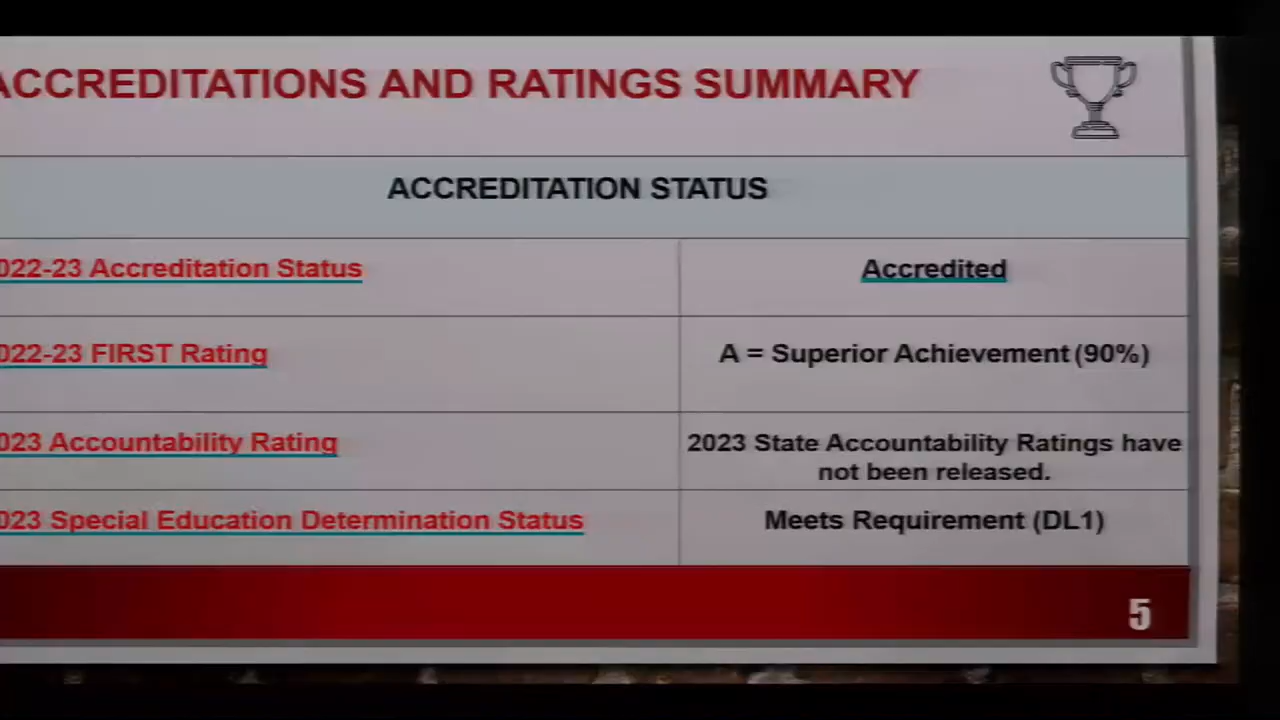 ACCREDITATIONS AND RATINGS SUMMARY
ACCREDITATION STATUS
022-23 Accreditation Status
Accredited
022-23 FIRST Rating
A = Superior Achievement (90%)
023 Accountability Rating
2023 State Accountability Ratings have
not been released.
023 Special Education Determination Status
Meets Requirement (DL1)
5